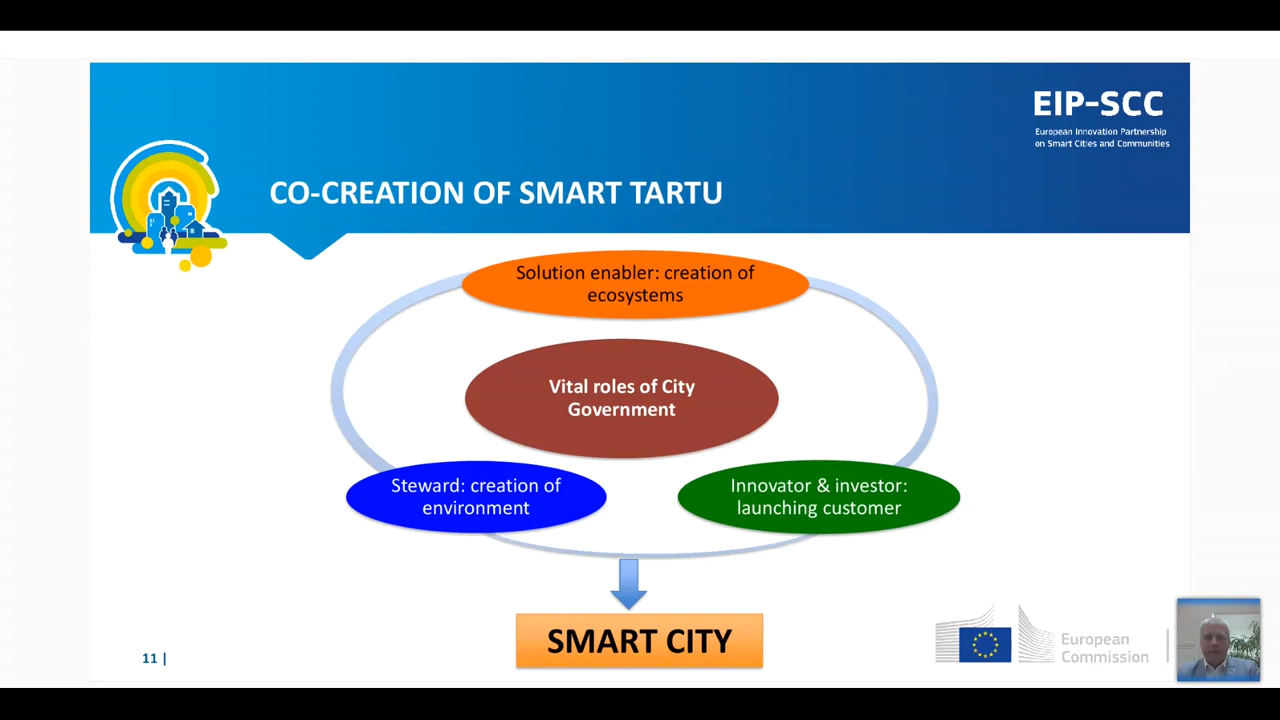 EIP-SCC
European Innovation Partnership
on Smart Cities and Communities
CO-CREATION OF SMART TARTU
Solution enabler: creation of
ecosystems
Vital roles of City
Government
Steward: creation of
environment
Innovator & investor:
launching customer
SMART CITY
11 |
European
Commission